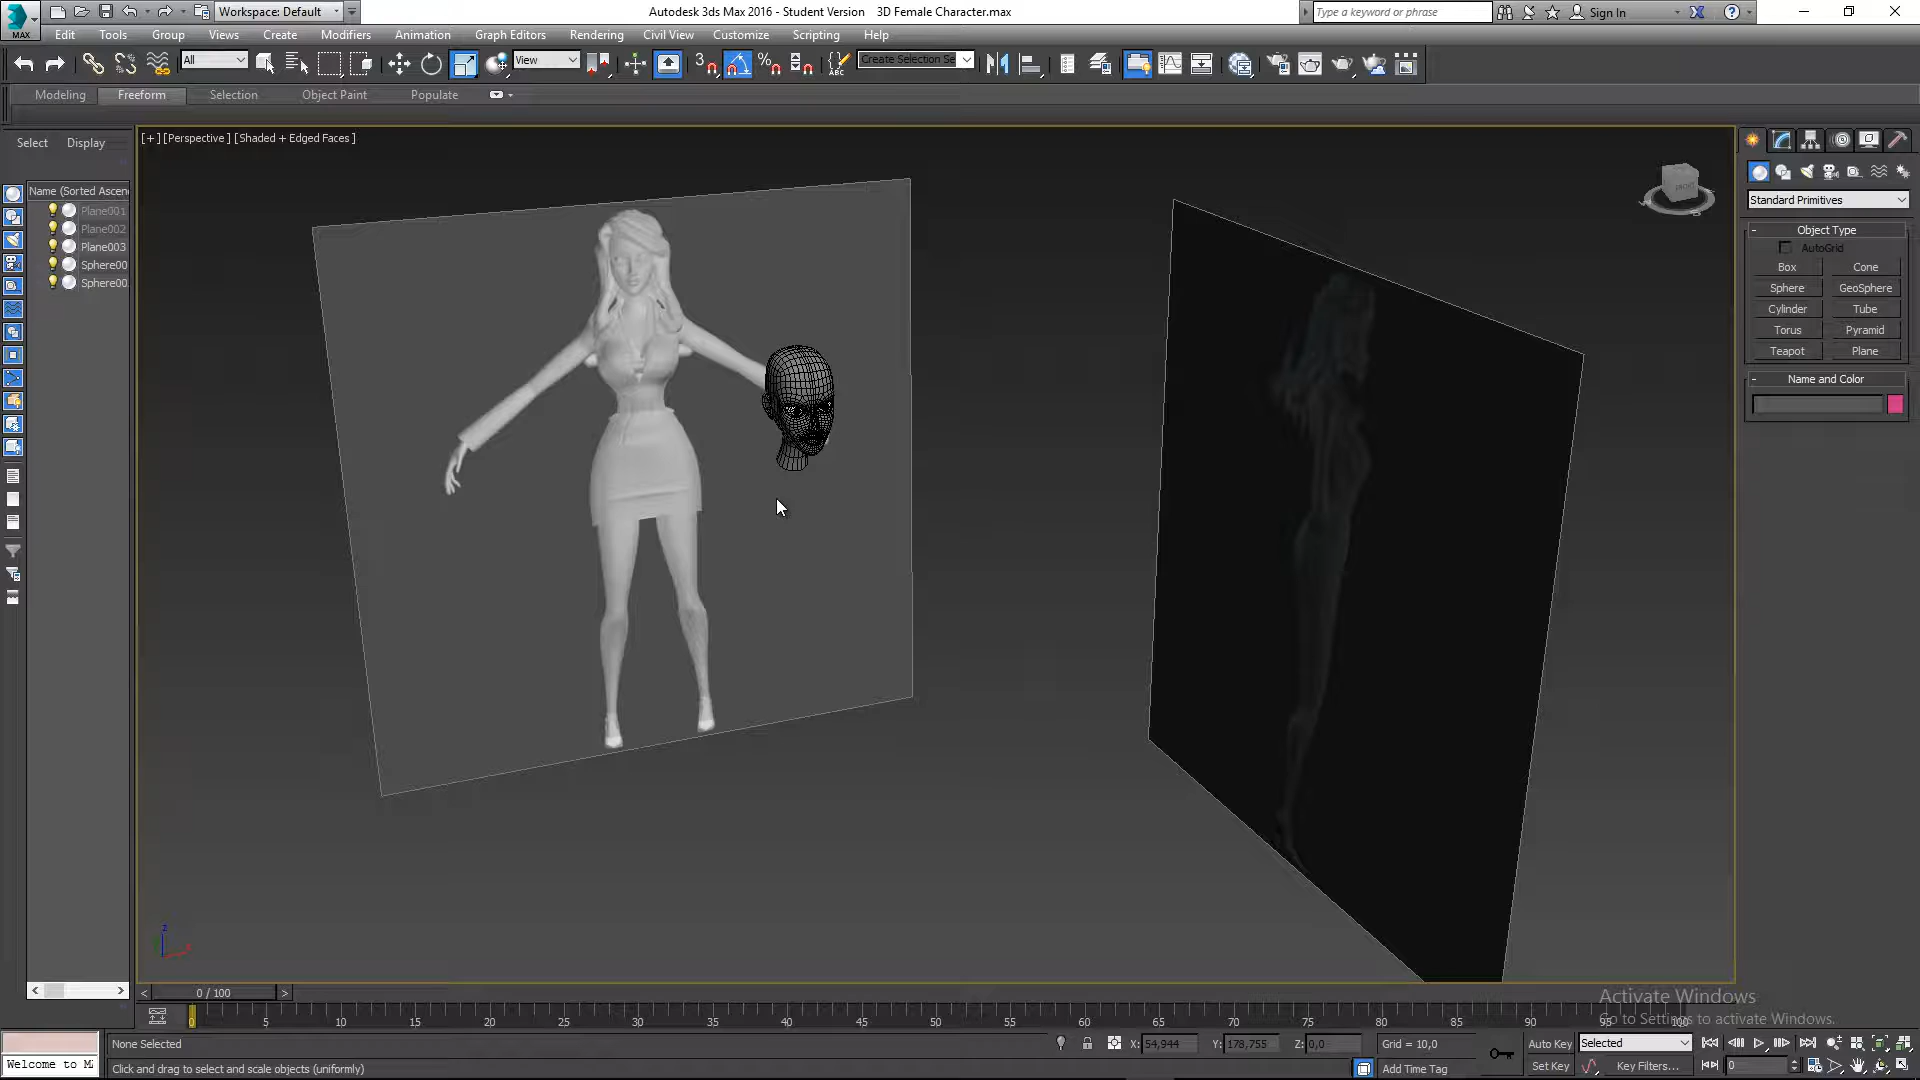 MAX
Workspace: Default
Autodesk 3ds Max 2016 - Student Version 3D Female Character.max
Type a keyword or phrase
Sign In
Edit Tools Group Views Create Modifiers Animation Graph Editors Rendering Civil View Customize Scripting Help
All
View
3
ABC
Create Selection Se
Modeling Freeform Selection Object Paint Populate
Select Display
[+] [Perspective] [Shaded + Edged Faces]
Name (Sorted Ascen
Plane001
Plane002
Plane003
Sphere00
Sphere00
Standard Primitives
- Object Type
AutoGrid
Box Cone
Sphere GeoSphere
Cylinder Tube
Torus Pyramid
Teapot Plane
- Name and Color
z
< 0 / 100 >
0 5 10 15 20 25 30 35 40 45 50 55 60 65 70 75 80 85 90 95 100
Activate Windows
Go to Settings to activate Windows.
None Selected
X: 54,944 Y: 178,755 Z: 0,0
Grid = 10,0
Auto Key Selected
Welcome to M
Click and drag to select and scale objects (uniformly)
Add Time Tag
Set Key Key Filters...
0